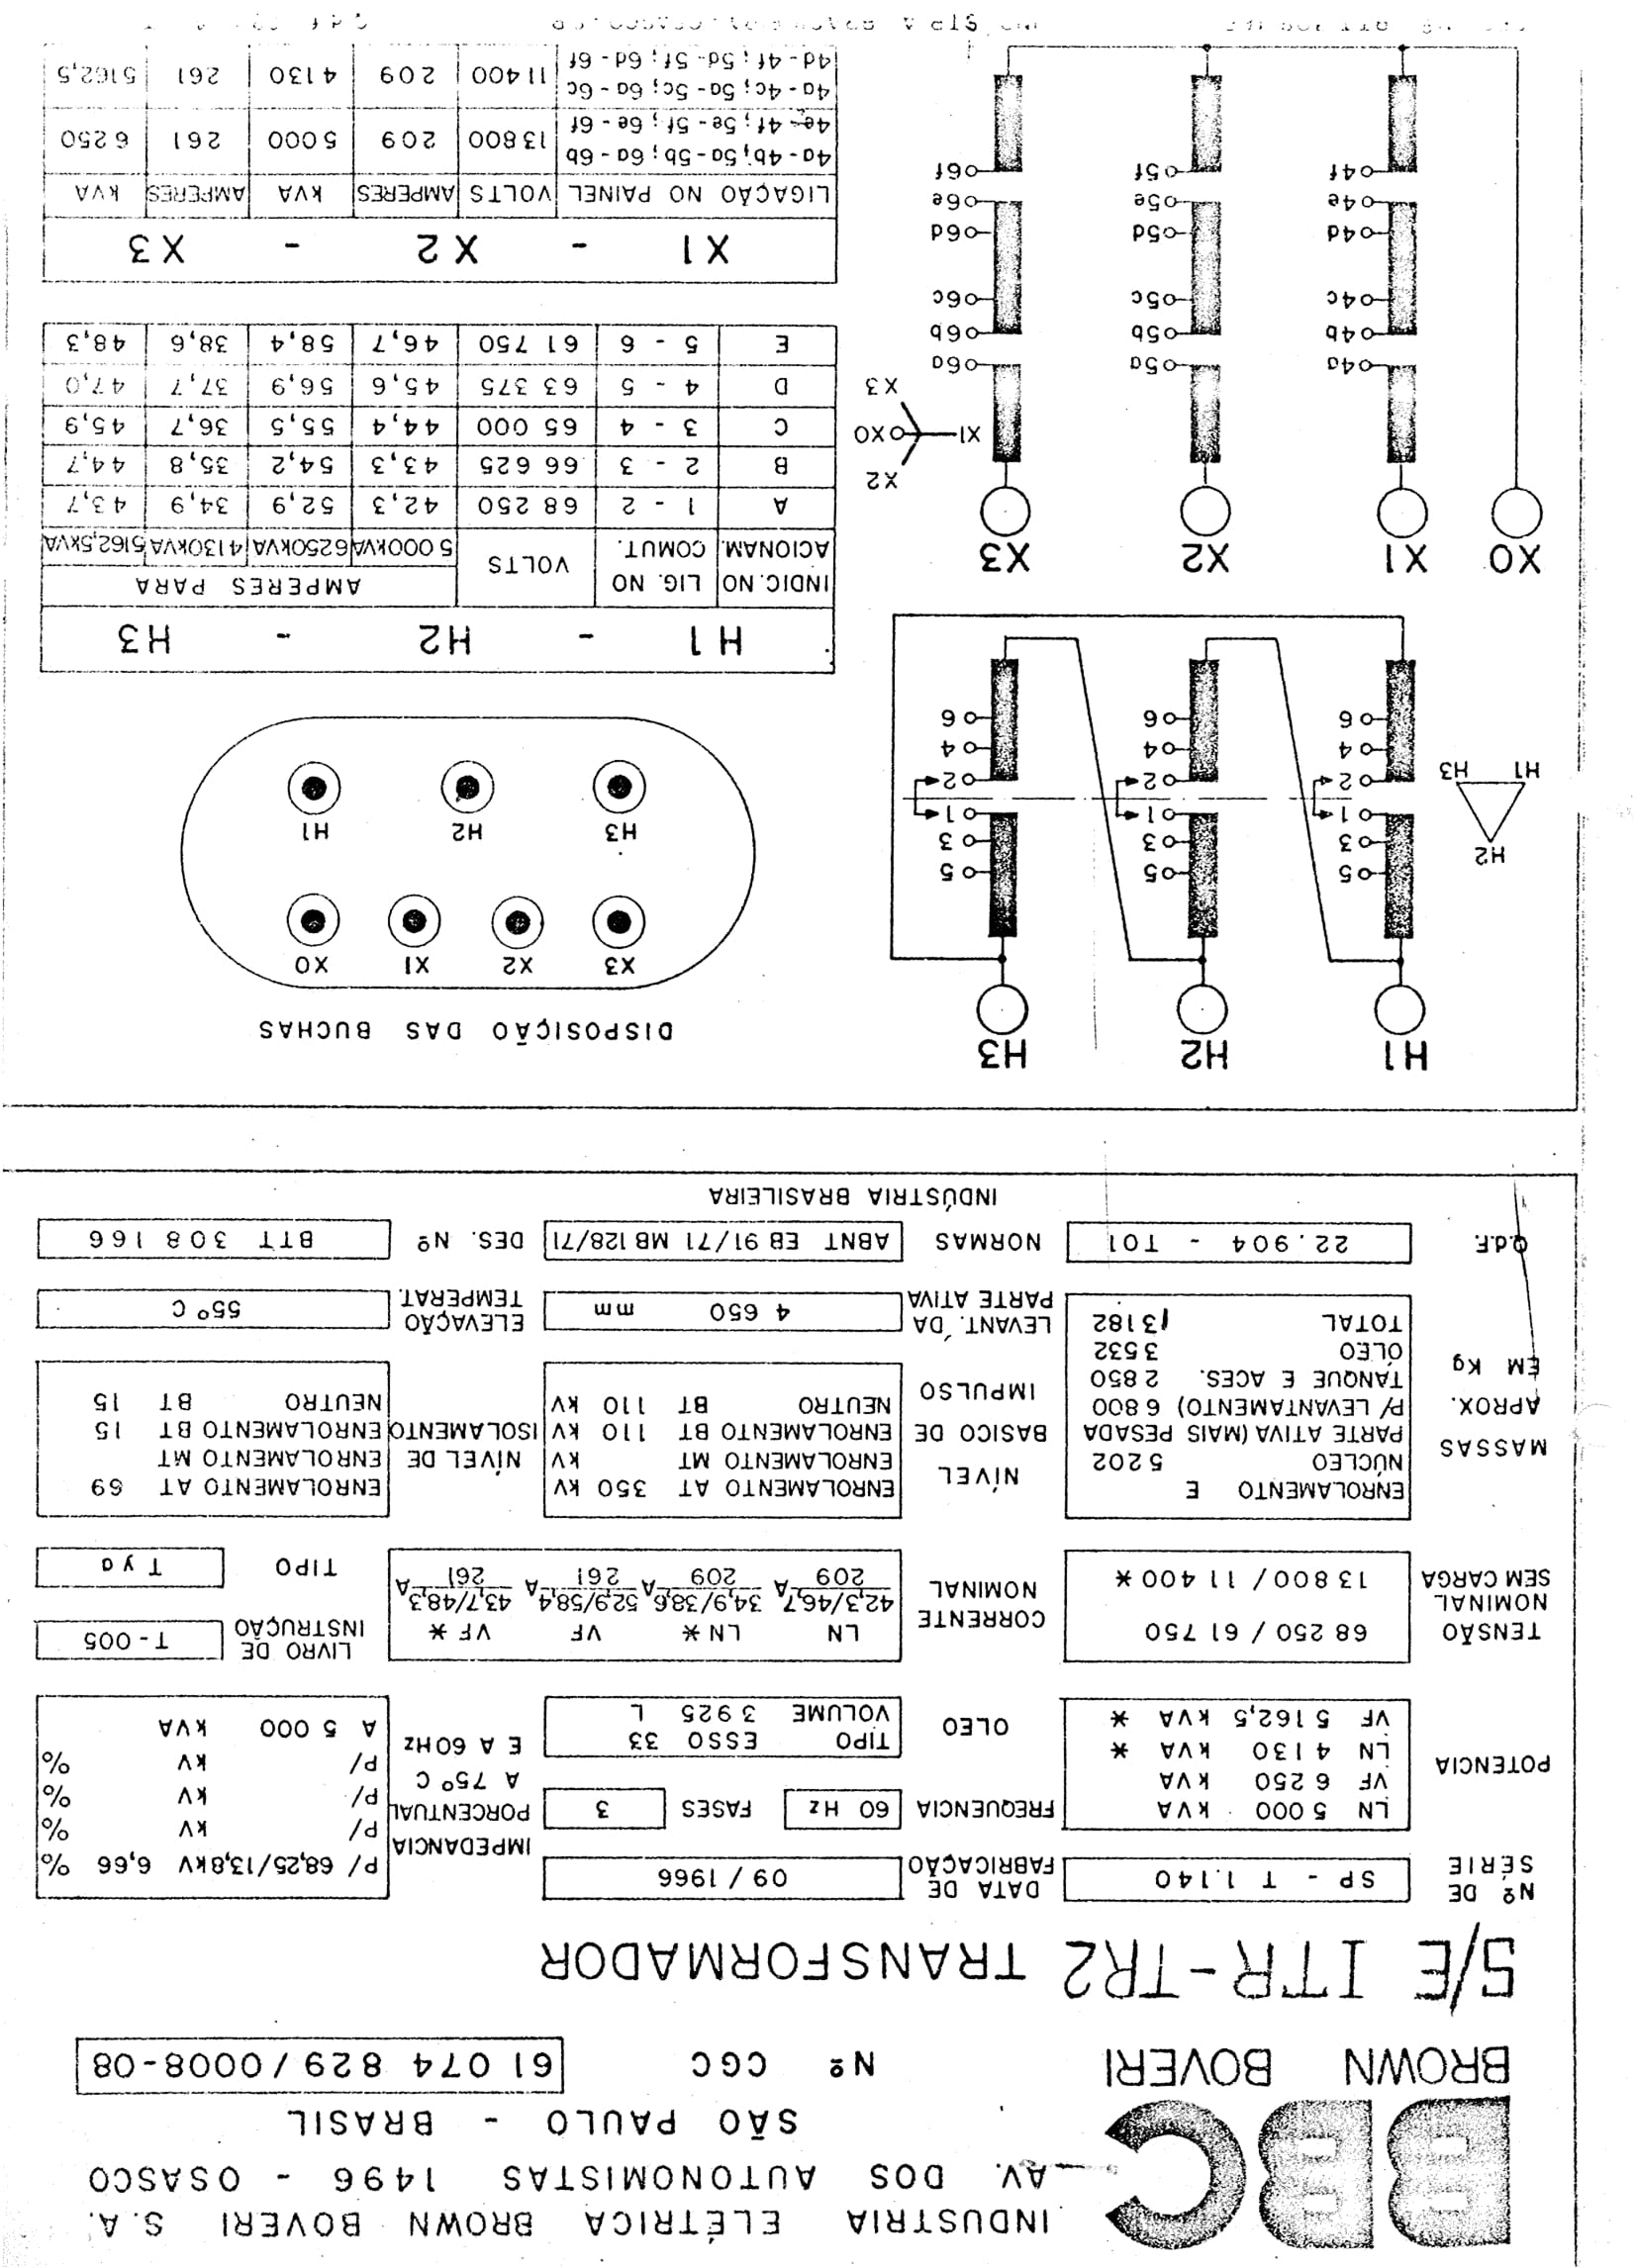 BBC
BROWN BOVERI
INDUSTRIA ELÉTRICA BROWN BOVERI S.A.
AV. DOS AUTONOMISTAS 1496 - OSASCO
SÃO PAULO - BRASIL
Nº CGC 61 074 829/0008-08
S/E ITR-TR2 TRANSFORMADOR
Nº DE SÉRIE SP - T 1.140
DATA DE FABRICAÇÃO 09/1966
POTENCIA
LN 5 000 kVA
VF 6 250 kVA
LN 4 130 kVA *
VF 5 162,5 kVA *
FREQUENCIA 60 Hz
FASES 3
OLEO
TIPO ESSO 33
VOLUME 3 925 L
IMPEDANCIA PORCENTUAL A 75º C E A 60HZ
P/ 68,25/13,8kV 6,66 %
P/ kV %
P/ kV %
P/ kV %
A 5 000 kVA
TENSÃO NOMINAL SEM CARGA
68 250 / 61 750
13 800 / 11 400 *
CORRENTE NOMINAL
LN LN * VF VF *
42,3/46,7 A 34,9/38,6 A 52,9/58,4 A 43,7/48,3 A
209 209 261 261
LIVRO DE INSTRUÇÃO T-005
TIPO T y a
MASSAS APROX. EM Kg
ENROLAMENTO E
NÚCLEO 5 202
PARTE ATIVA (MAIS PESADA
P/ LEVANTAMENTO) 6 800
TANQUE E ACES. 2 850
ÓLEO 3 532
TOTAL 13 182
NÍVEL BASICO DE IMPULSO
ENROLAMENTO AT 350 kV
ENROLAMENTO MT kV
ENROLAMENTO BT 110 kV
NEUTRO BT 110 kV
NÍVEL DE ISOLAMENTO
ENROLAMENTO AT 69
ENROLAMENTO MT
ENROLAMENTO BT 15
NEUTRO BT 15
LEVANT. DA PARTE ATIVA 4 650 mm
ELEVAÇÃO TEMPERAT. 55º C
O.d.F. 22.904 - T01
NORMAS ABNT EB 91/71 MB 128/71
DES. Nº BTT 308 166
INDÚSTRIA BRASILEIRA
H1 H2 H3
5 5 5
3 3 3
1 1 1
2 2 2
4 4 4
6 6 6
H2
H1 H3
DISPOSIÇÃO DAS BUCHAS
X3 X2 X1 X0
H3 H2 H1
X0 X1 X2 X3
4a 5a 6a
4b 5b 6b
4c 5c 6c
4d 5d 6d
4e 5e 6e
4f 5f 6f
X2
X1 X0
X3
H1 - H2 - H3
INDIC. NO ACIONAM. LIG. NO COMUT. VOLTS AMPERES PARA
5 000kVA 6250kVA 4130kVA 5162,5kVA
A 1 - 2 68 250 42,3 52,9 34,9 43,7
B 2 - 3 66 625 43,3 54,2 35,8 44,7
C 3 - 4 65 000 44,4 55,5 36,7 45,9
D 4 - 5 63 375 45,6 56,9 37,7 47,0
E 5 - 6 61 750 46,7 58,4 38,6 48,3
X1 - X2 - X3
LIGAÇÃO NO PAINEL VOLTS AMPERES kVA AMPERES kVA
4a - 4b; 5a - 5b; 6a - 6b
4e - 4f; 5e - 5f; 6e - 6f 13 800 209 5000 261 6 250
4a - 4c; 5a - 5c; 6a - 6c
4d - 4f; 5d - 5f; 6d - 6f 11 400 209 4130 261 5162,5